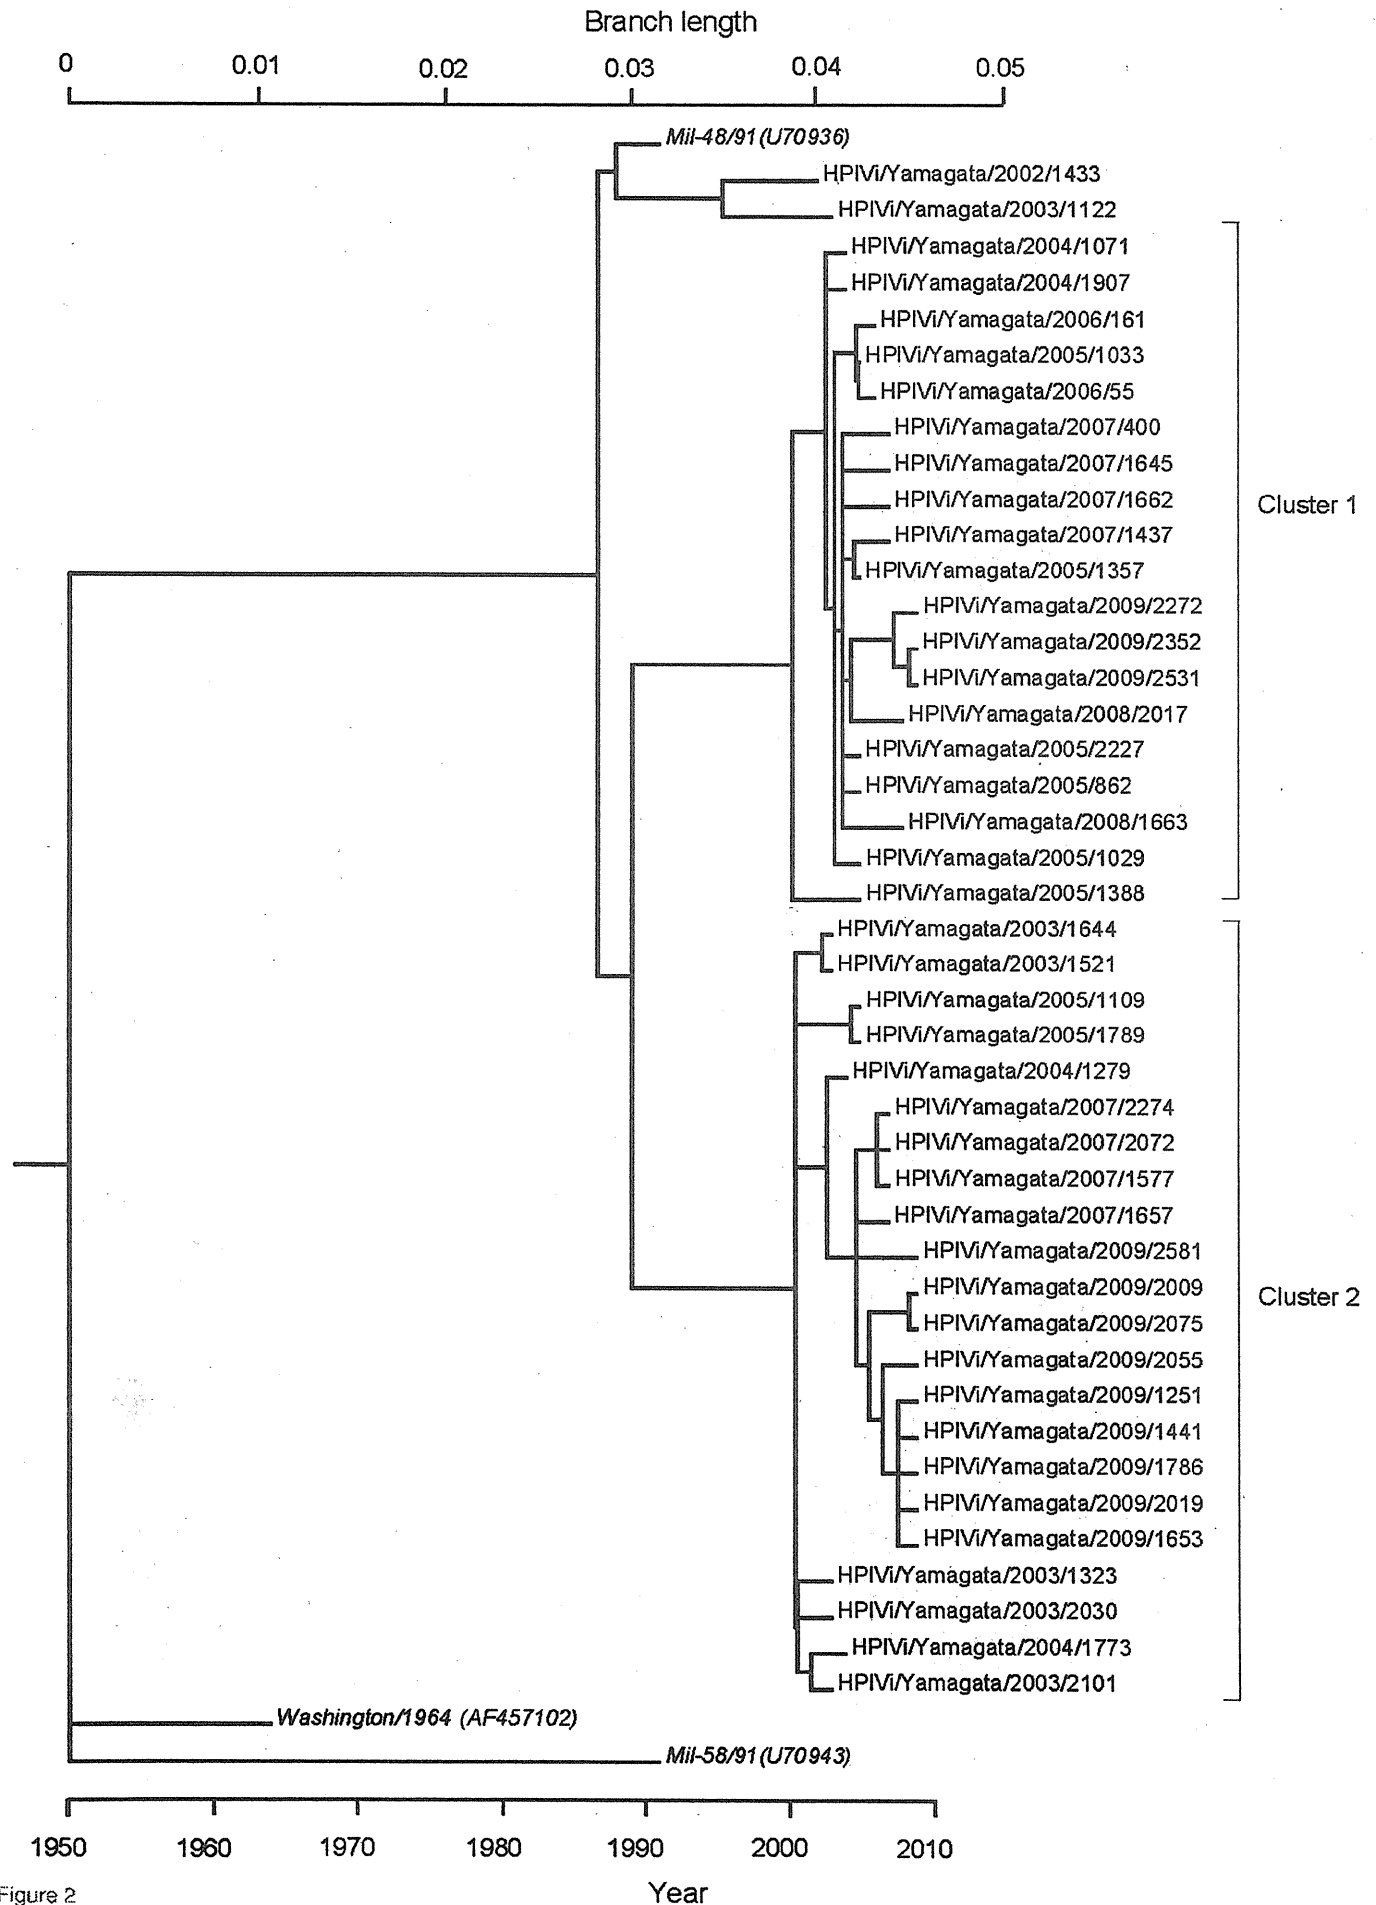 Branch length
0 0.01 0.02 0.03 0.04 0.05
Mil-48/91(U70936)
HPIVi/Yamagata/2002/1433
HPIVi/Yamagata/2003/1122
HPIVi/Yamagata/2004/1071
HPIVi/Yamagata/2004/1907
HPIVi/Yamagata/2006/161
HPIVi/Yamagata/2005/1033
HPIVi/Yamagata/2006/55
HPIVi/Yamagata/2007/400
HPIVi/Yamagata/2007/1645
HPIVi/Yamagata/2007/1662
Cluster 1
HPIVi/Yamagata/2007/1437
HPIVi/Yamagata/2005/1357
HPIVi/Yamagata/2009/2272
HPIVi/Yamagata/2009/2352
HPIVi/Yamagata/2009/2531
HPIVi/Yamagata/2008/2017
HPIVi/Yamagata/2005/2227
HPIVi/Yamagata/2005/862
HPIVi/Yamagata/2008/1663
HPIVi/Yamagata/2005/1029
HPIVi/Yamagata/2005/1388
HPIVi/Yamagata/2003/1644
HPIVi/Yamagata/2003/1521
HPIVi/Yamagata/2005/1109
HPIVi/Yamagata/2005/1789
HPIVi/Yamagata/2004/1279
HPIVi/Yamagata/2007/2274
HPIVi/Yamagata/2007/2072
HPIVi/Yamagata/2007/1577
HPIVi/Yamagata/2007/1657
HPIVi/Yamagata/2009/2581
HPIVi/Yamagata/2009/2009
Cluster 2
HPIVi/Yamagata/2009/2075
HPIVi/Yamagata/2009/2055
HPIVi/Yamagata/2009/1251
HPIVi/Yamagata/2009/1441
HPIVi/Yamagata/2009/1786
HPIVi/Yamagata/2009/2019
HPIVi/Yamagata/2009/1653
HPIVi/Yamagata/2003/1323
HPIVi/Yamagata/2003/2030
HPIVi/Yamagata/2004/1773
HPIVi/Yamagata/2003/2101
Washington/1964 (AF457102)
Mil-58/91(U70943)
1950 1960 1970 1980 1990 2000 2010
Year
Figure 2